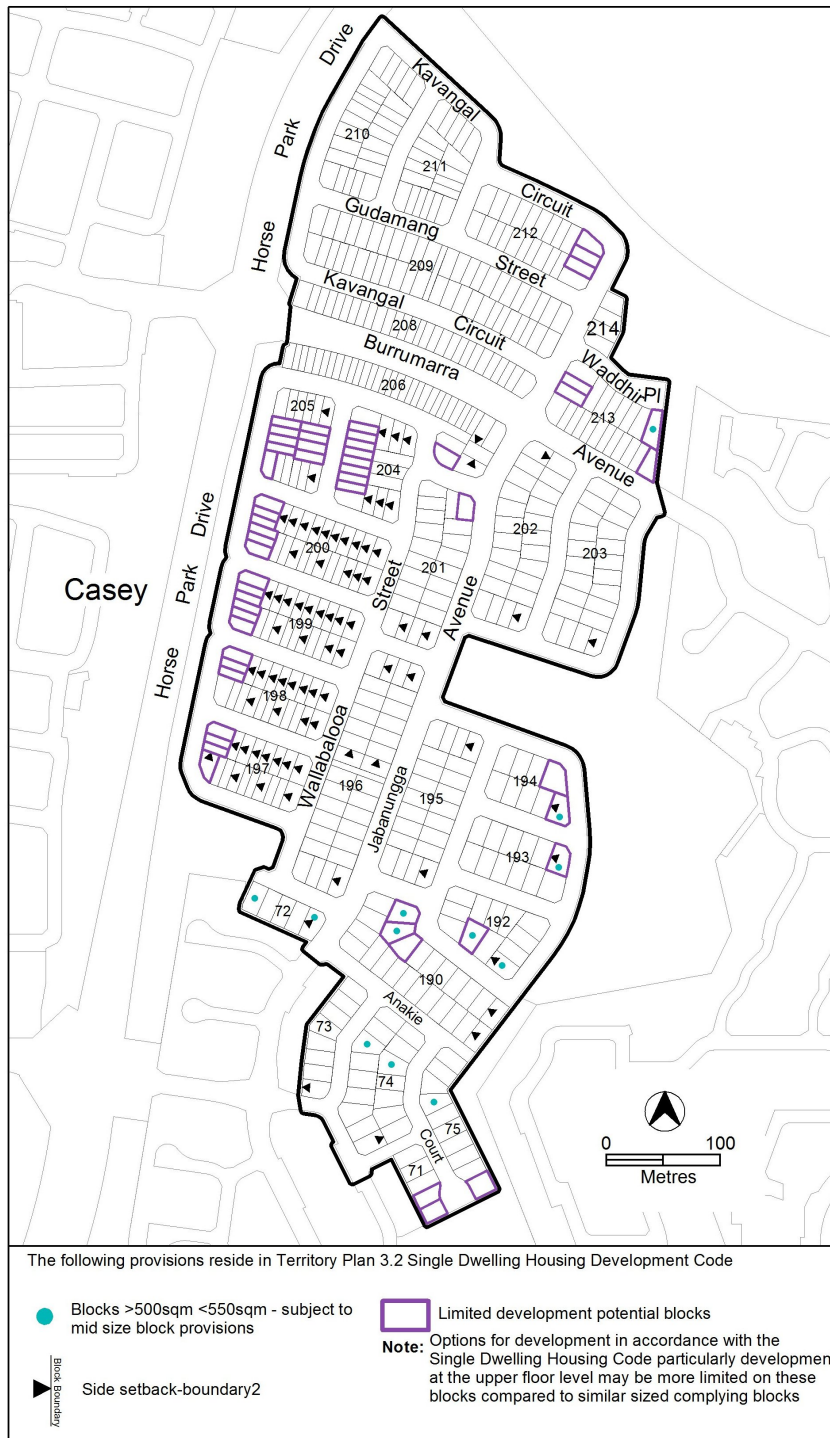 Horse Park Drive
Kavangal
Circuit
210
211
212
Gudamang
Street
209
214
Kavangal
Circuit
208
Burrumarra
Avenue
206
Waddhir
Pl
213
205
204
202
203
200
201
Casey
Horse Park Drive
Street
Avenue
199
198
197
Wallabalooa
196
Jabanungga
195
194
193
192
72
190
Anakie
73
74
75
Court
71
0 100
Metres
The following provisions reside in Territory Plan 3.2 Single Dwelling Housing Development Code
Blocks >500sqm <550sqm - subject to
mid size block provisions
Block Boundary
Side setback-boundary2
Limited development potential blocks
Note: Options for development in accordance with the
Single Dwelling Housing Code particularly development
at the upper floor level may be more limited on these
blocks compared to similar sized complying blocks